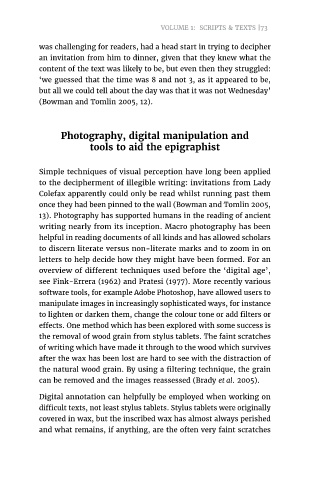 VOLUME 1: SCRIPTS & TEXTS |73
was challenging for readers, had a head start in trying to decipher
an invitation from him to dinner, given that they knew what the
content of the text was likely to be, but even then they struggled:
‘we guessed that the time was 8 and not 3, as it appeared to be,
but all we could tell about the day was that it was not Wednesday’
(Bowman and Tomlin 2005, 12).
Photography, digital manipulation and
tools to aid the epigraphist
Simple techniques of visual perception have long been applied
to the decipherment of illegible writing: invitations from Lady
Colefax apparently could only be read whilst running past them
once they had been pinned to the wall (Bowman and Tomlin 2005,
13). Photography has supported humans in the reading of ancient
writing nearly from its inception. Macro photography has been
helpful in reading documents of all kinds and has allowed scholars
to discern literate versus non-literate marks and to zoom in on
letters to help decide how they might have been formed. For an
overview of different techniques used before the ‘digital age’,
see Fink-Errera (1962) and Pratesi (1977). More recently various
software tools, for example Adobe Photoshop, have allowed users to
manipulate images in increasingly sophisticated ways, for instance
to lighten or darken them, change the colour tone or add filters or
effects. One method which has been explored with some success is
the removal of wood grain from stylus tablets. The faint scratches
of writing which have made it through to the wood which survives
after the wax has been lost are hard to see with the distraction of
the natural wood grain. By using a filtering technique, the grain
can be removed and the images reassessed (Brady et al. 2005).
Digital annotation can helpfully be employed when working on
difficult texts, not least stylus tablets. Stylus tablets were originally
covered in wax, but the inscribed wax has almost always perished
and what remains, if anything, are the often very faint scratches